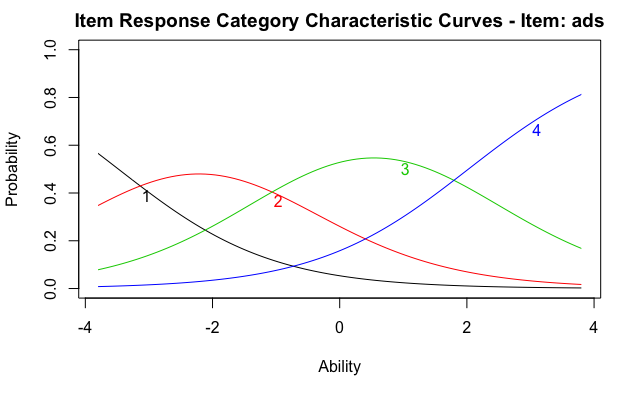 Item Response Category Characteristic Curves - Item: ads
Probability
1.0
0.8
0.6
0.4
0.2
0.0
1
2
3
4
-4 -2 0 2 4
Ability